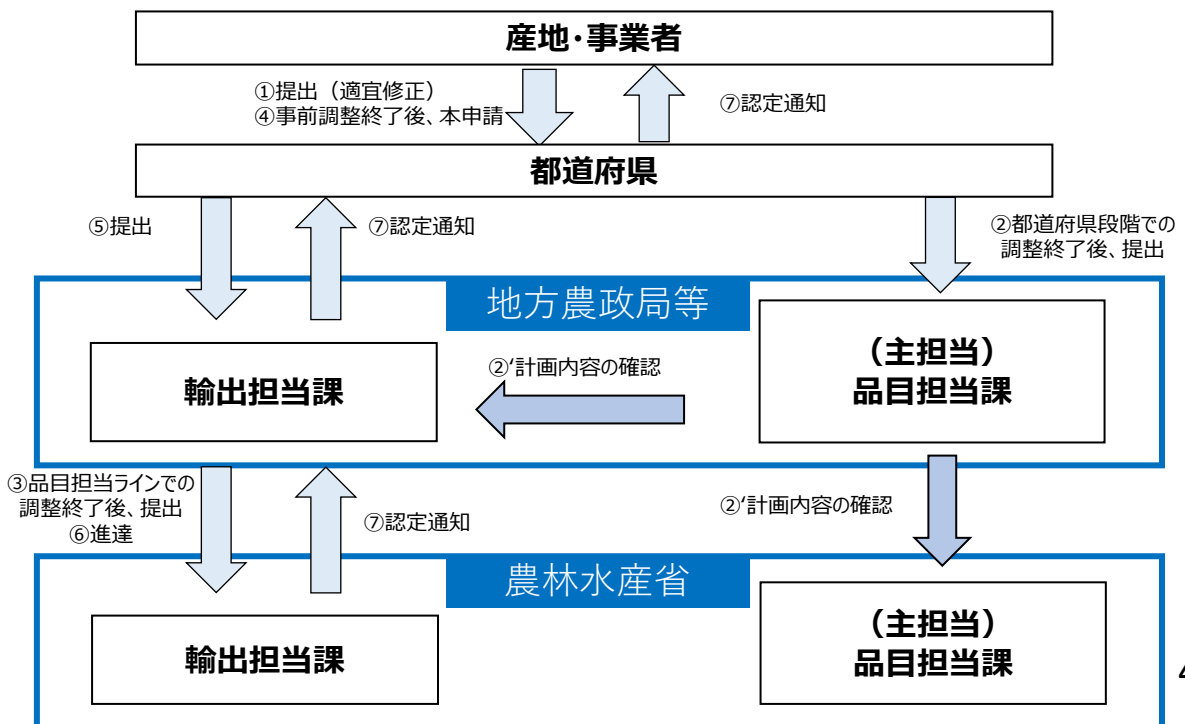 産地・事業者
①提出（適宜修正）
④事前調整終了後、本申請
⑦認定通知
都道府県
⑤提出
⑦認定通知
②都道府県段階での
調整終了後、提出
地方農政局等
輸出担当課
②‘計画内容の確認
（主担当）
品目担当課
③品目担当ラインでの
調整終了後、提出
⑥進達
⑦認定通知
②‘計画内容の確認
農林水産省
輸出担当課
（主担当）
品目担当課